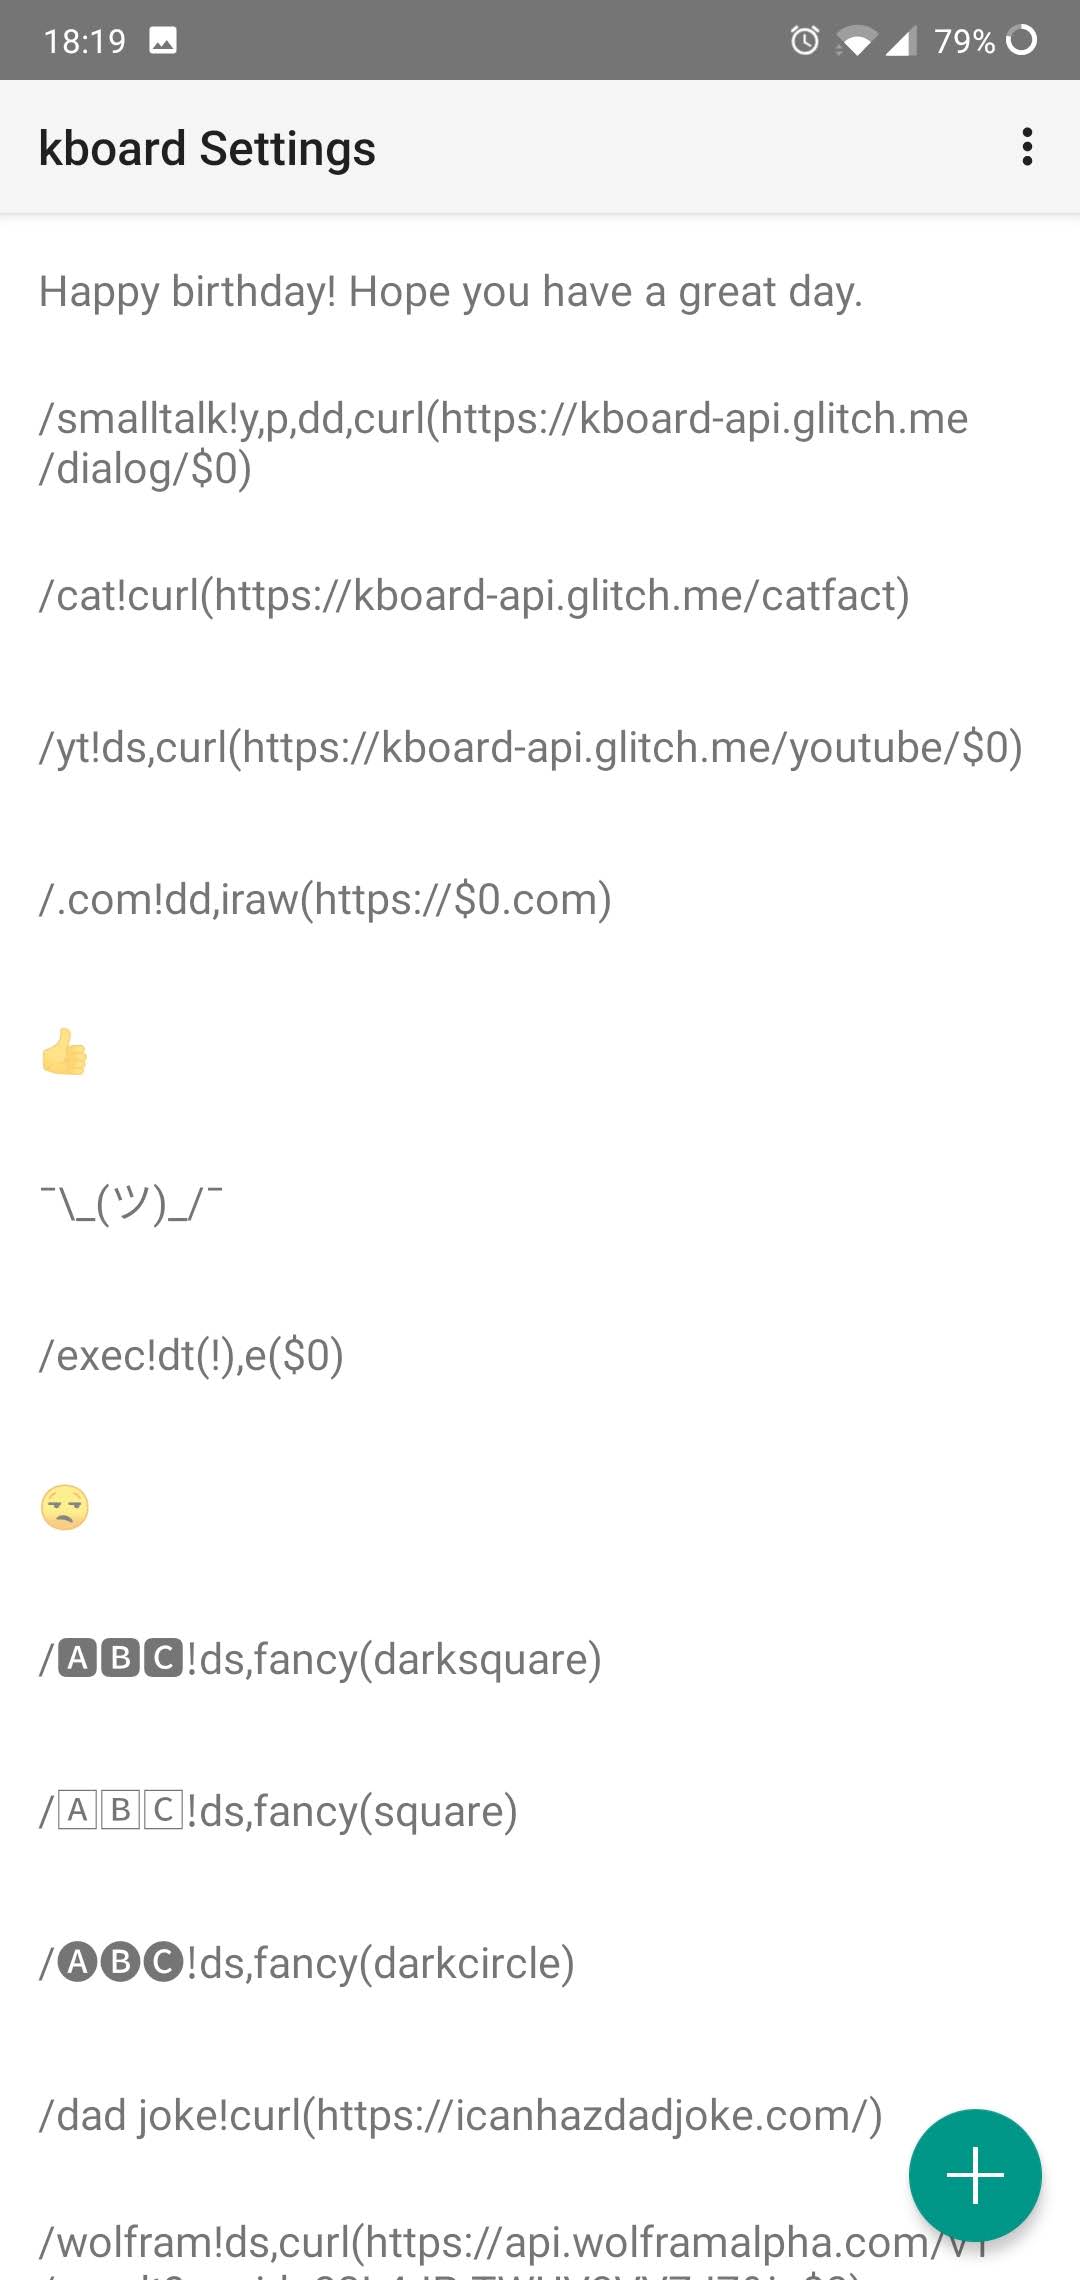 18:19
79%
kboard Settings
Happy birthday! Hope you have a great day.
/smalltalk!y,p,dd,curl(https://kboard-api.glitch.me
/dialog/$0)
/cat!curl(https://kboard-api.glitch.me/catfact)
/yt!ds,curl(https://kboard-api.glitch.me/youtube/$0)
/.com!dd,iraw(https://$0.com)
👍
¯\_(ツ)_/¯
/exec!dt(!),e($0)
😒
/🅰🅱🅲!ds,fancy(darksquare)
/🄰🄱🄲!ds,fancy(square)
/🅐🅑🅒!ds,fancy(darkcircle)
/dad joke!curl(https://icanhazdadjoke.com/)
/wolfram!ds,curl(https://api.wolframalpha.com/v1